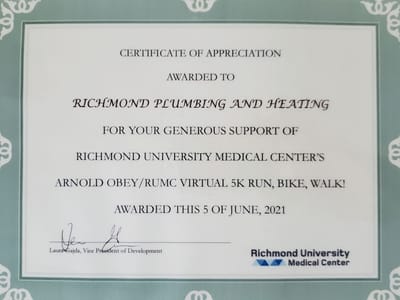 CERTIFICATE OF APPRECIATION
AWARDED TO
RICHMOND PLUMBING AND HEATING
FOR YOUR GENEROUS SUPPORT OF
RICHMOND UNIVERSITY MEDICAL CENTER'S
ARNOLD OBEY/RUMC VIRTUAL 5K RUN, BIKE, WALK!
AWARDED THIS 5 OF JUNE, 2021
Vice President of Development
Richmond University
Medical Center